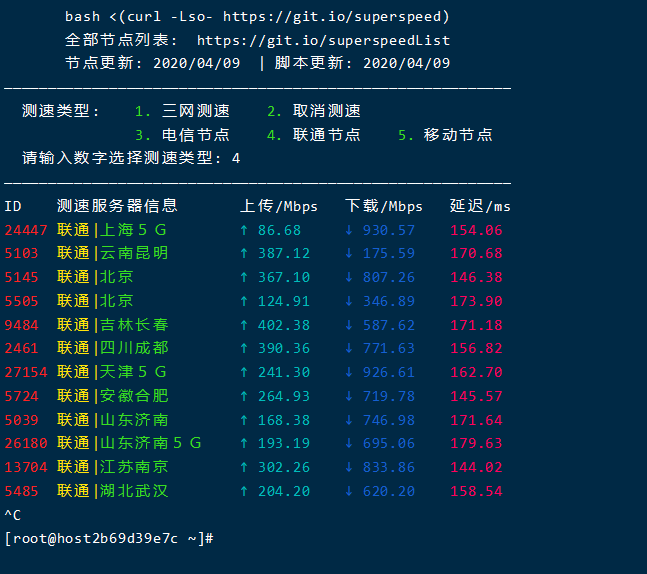 bash <(curl -Lso- https://git.io/superspeed)
全部节点列表: https://git.io/superspeedList
节点更新: 2020/04/09 | 脚本更新: 2020/04/09
测速类型: 1. 三网测速 2. 取消测速
3. 电信节点 4. 联通节点 5. 移动节点
请输入数字选择测速类型: 4
ID 测速服务器信息 上传/Mbps 下载/Mbps 延迟/ms
24447 联通|上海５Ｇ ↑ 86.68 ↓ 930.57 154.06
5103 联通|云南昆明 ↑ 387.12 ↓ 175.59 170.68
5145 联通|北京 ↑ 367.10 ↓ 807.26 146.38
5505 联通|北京 ↑ 124.91 ↓ 346.89 173.90
9484 联通|吉林长春 ↑ 402.38 ↓ 587.62 171.18
2461 联通|四川成都 ↑ 390.36 ↓ 771.63 156.82
27154 联通|天津５Ｇ ↑ 241.30 ↓ 926.61 162.70
5724 联通|安徽合肥 ↑ 264.93 ↓ 719.78 145.57
5039 联通|山东济南 ↑ 168.38 ↓ 746.98 171.64
26180 联通|山东济南５Ｇ ↑ 193.19 ↓ 695.06 179.63
13704 联通|江苏南京 ↑ 302.26 ↓ 833.86 144.02
5485 联通|湖北武汉 ↑ 204.20 ↓ 620.20 158.54
^C
[root@host2b69d39e7c ~]#